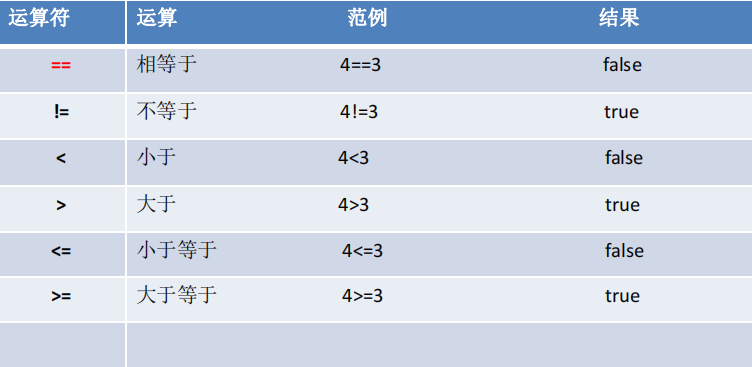 运算符 运算 范例 结果
== 相等于 4==3 false
!= 不等于 4!=3 true
< 小于 4<3 false
> 大于 4>3 true
<= 小于等于 4<=3 false
>= 大于等于 4>=3 true